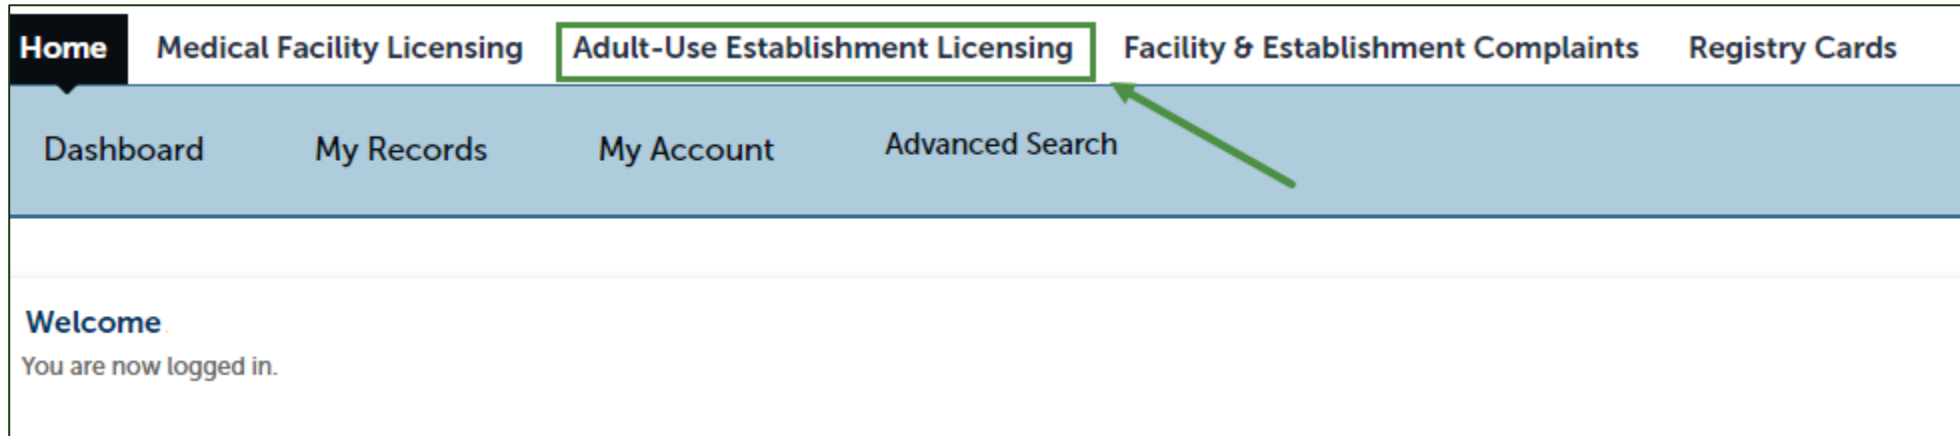 Home Medical Facility Licensing Adult-Use Establishment Licensing Facility & Establishment Complaints Registry Cards
Dashboard My Records My Account Advanced Search
Welcome
You are now logged in.